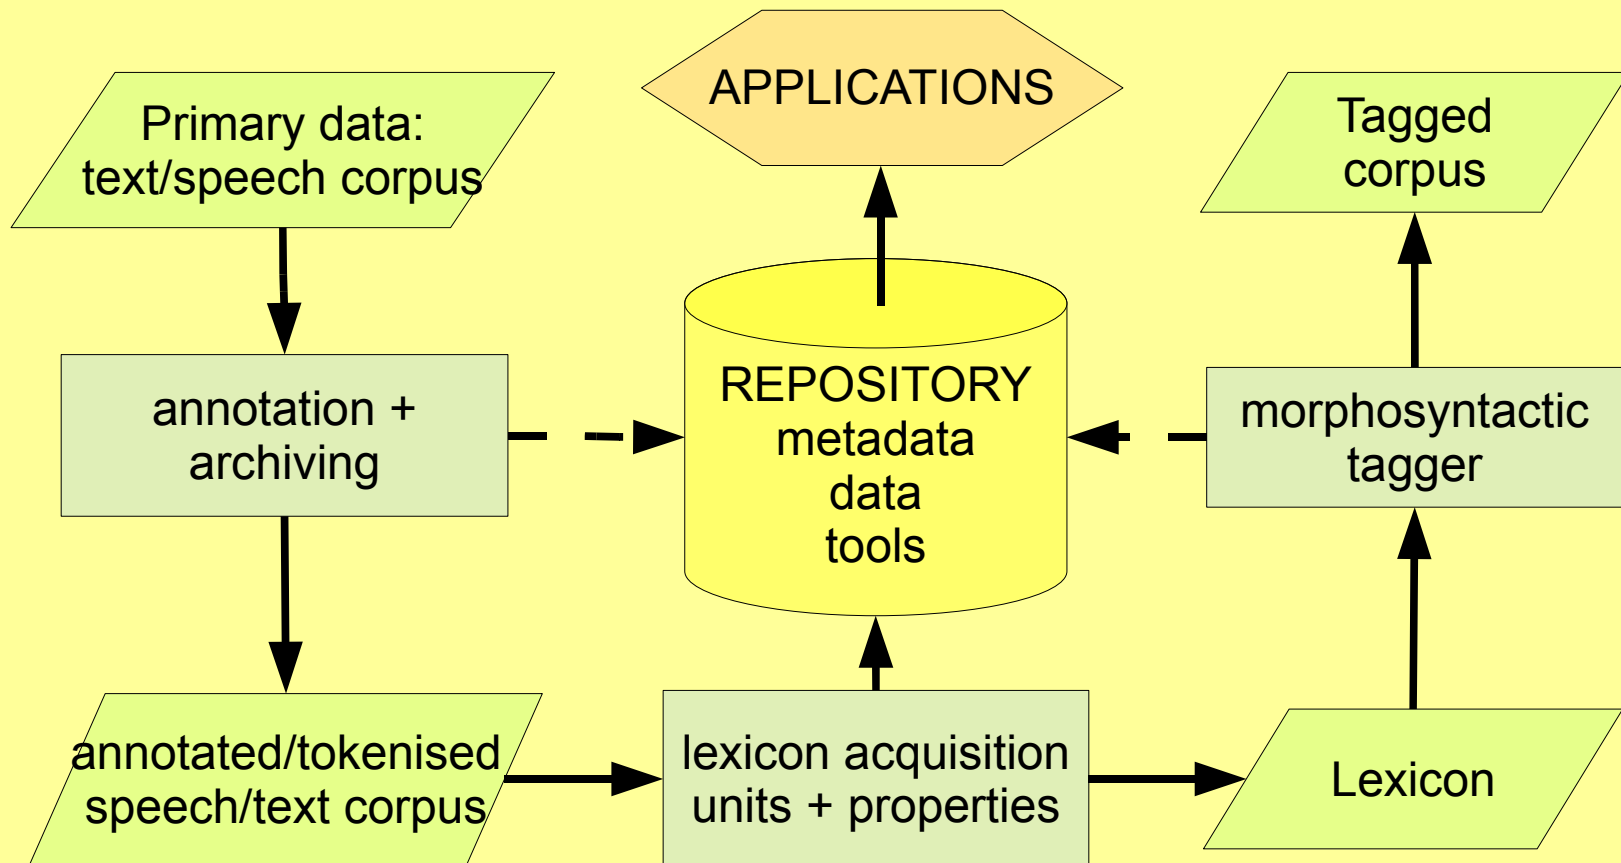 Primary data:
text/speech corpus
APPLICATIONS
Tagged
corpus
annotation +
archiving
REPOSITORY
metadata
data
tools
morphosyntactic
tagger
annotated/tokenised
speech/text corpus
lexicon acquisition
units + properties
Lexicon